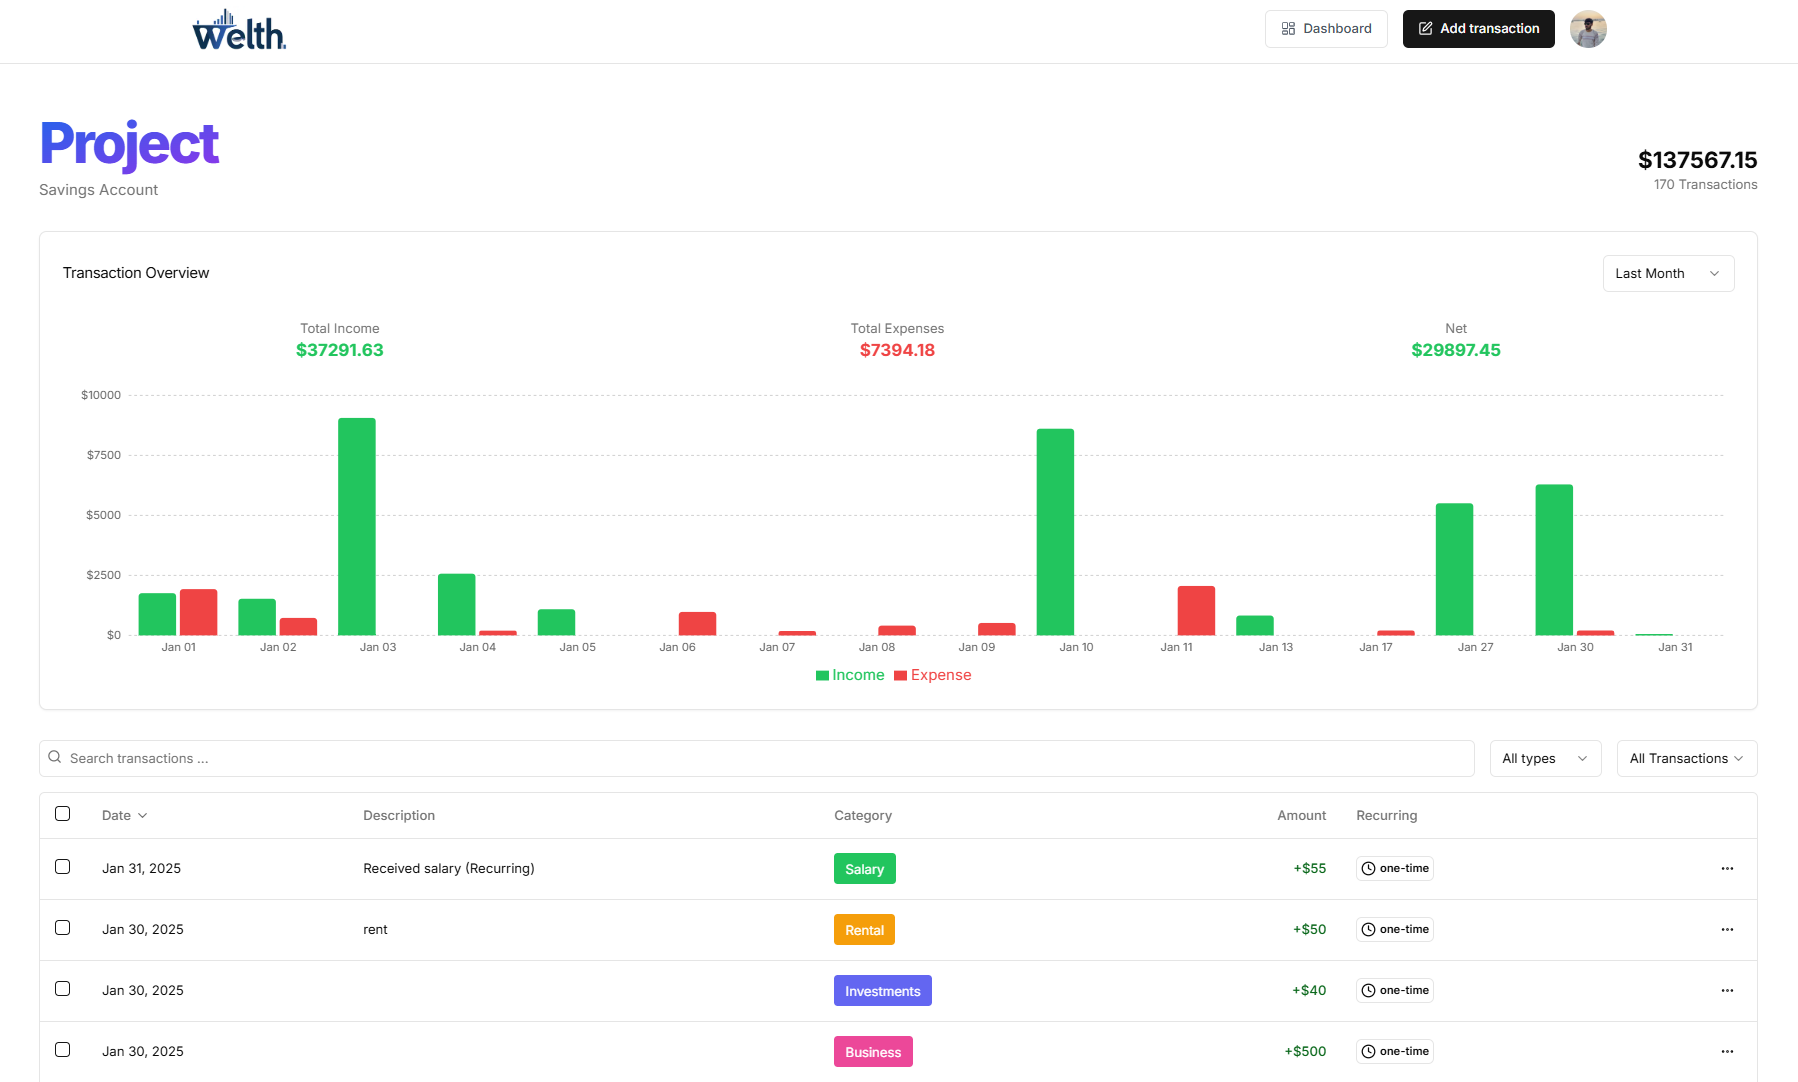 Welth.
Dashboard
Add transaction
Project
Savings Account
$137567.15
170 Transactions
Transaction Overview
Last Month
Total Income
$37291.63
Total Expenses
$7394.18
Net
$29897.45
$10000
$7500
$5000
$2500
$0
Jan 01 Jan 02 Jan 03 Jan 04 Jan 05 Jan 06 Jan 07 Jan 08 Jan 09 Jan 10 Jan 11 Jan 13 Jan 17 Jan 27 Jan 30 Jan 31
Income Expense
Search transactions ...
All types
All Transactions
Date Description Category Amount Recurring
Jan 31, 2025 Received salary (Recurring) Salary +$55 one-time
Jan 30, 2025 rent Rental +$50 one-time
Jan 30, 2025 Investments +$40 one-time
Jan 30, 2025 Business +$500 one-time